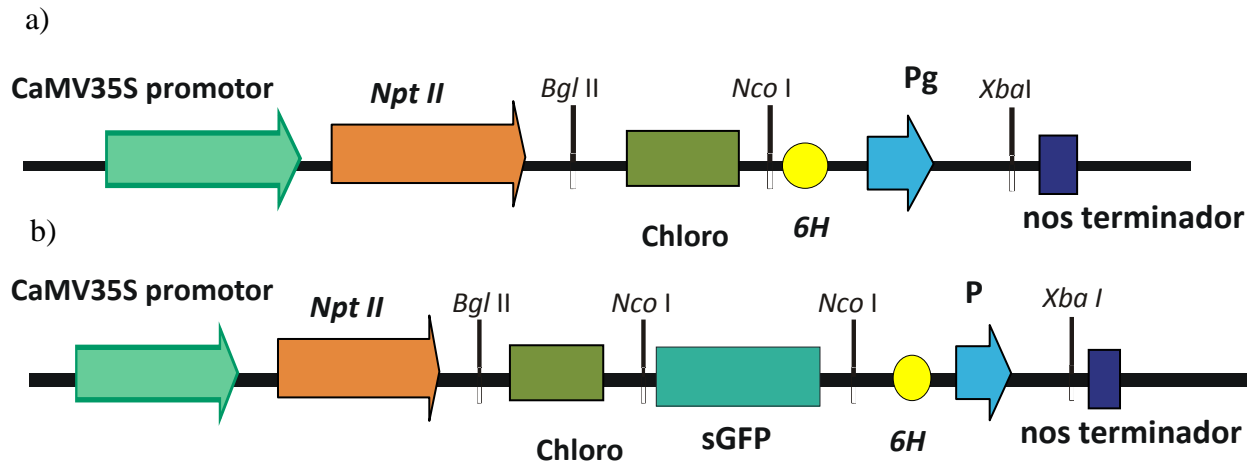 a)
CaMV35S promotor
Npt II
Bgl II
Nco I
Pg
XbaI
Chloro
6H
nos terminador
b)
CaMV35S promotor
Npt II
Bgl II
Nco I
Nco I
P
Xba I
Chloro
sGFP
6H
nos terminador